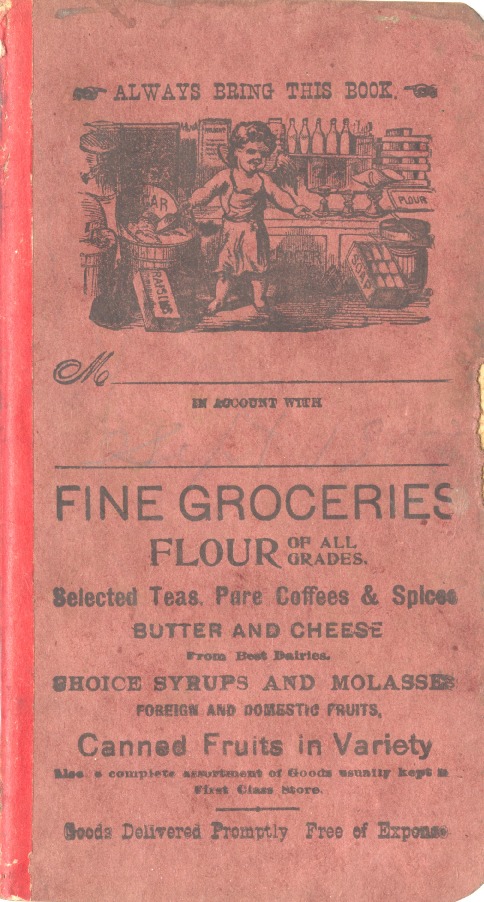 ALWAYS BRING THIS BOOK.
FLOUR
RAISINS
SOAP
M
IN ACCOUNT WITH
FINE GROCERIES
FLOUR OF ALL GRADES.
Selected Teas. Pure Coffees & Spices
BUTTER AND CHEESE
From Best Dairies.
CHOICE SYRUPS AND MOLASSES
FOREIGN AND DOMESTIC FRUITS,
Canned Fruits in Variety
Also a complete assortment of Goods usually kept in
First Class Store.
Goods Delivered Promptly Free of Expense